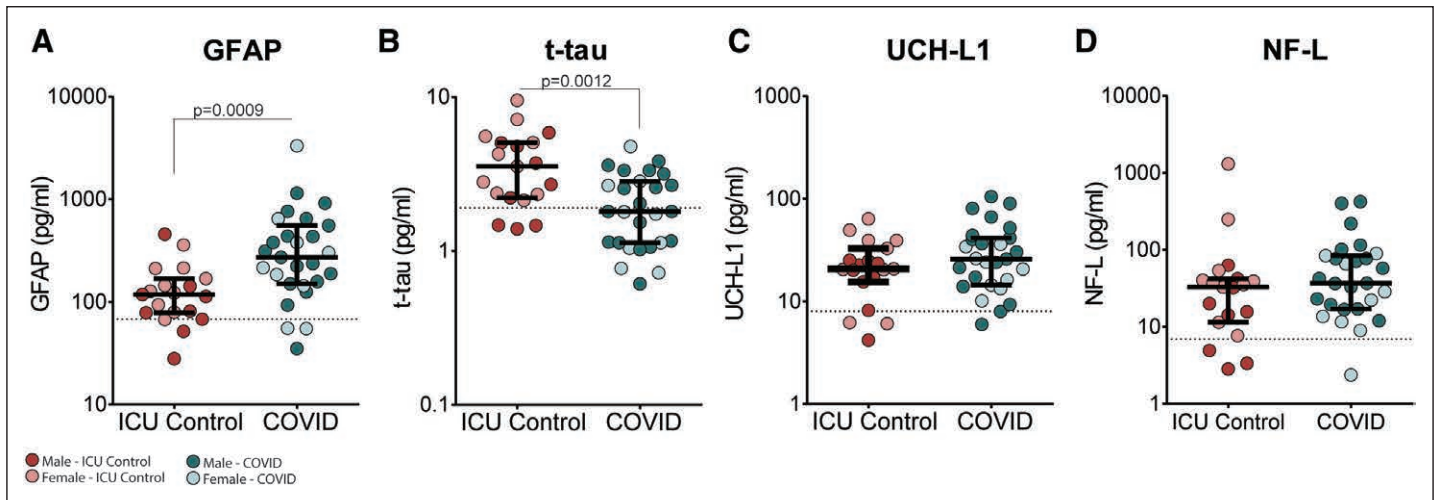 A GFAP
GFAP (pg/ml)
10000
1000
100
10
p=0.0009
ICU Control COVID
B t-tau
t-tau (pg/ml)
10
1
0.1
p=0.0012
ICU Control COVID
C UCH-L1
UCH-L1 (pg/ml)
1000
100
10
1
ICU Control COVID
D NF-L
NF-L (pg/ml)
10000
1000
100
10
1
ICU Control COVID
Male - ICU Control Male - COVID
Female - ICU Control Female - COVID